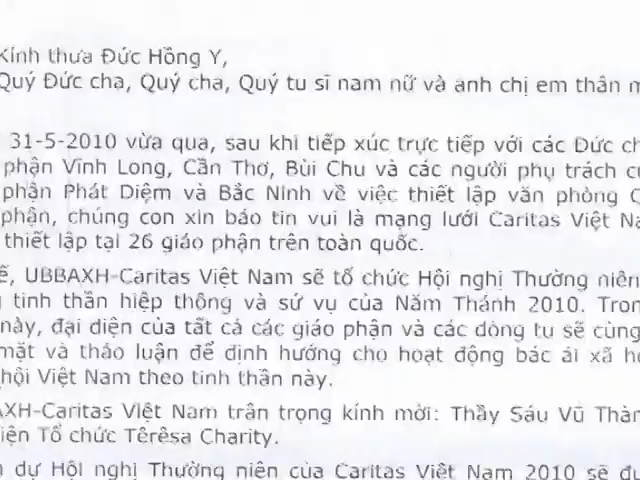 Kính thưa Đức Hồng Y,
Quý Đức cha, Quý cha, Quý tu sĩ nam nữ và anh chị em thân
31-5-2010 vừa qua, sau khi tiếp xúc trực tiếp với các Đức
phận Vĩnh Long, Cần Thơ, Bùi Chu và các người phụ trách
phận Phát Diệm và Bắc Ninh về việc thiết lập văn phòng
phận, chúng con xin báo tin vui là mạng lưới Caritas Việt
thiết lập tại 26 giáo phận trên toàn quốc.
UBBAXH-Caritas Việt Nam sẽ tổ chức Hội nghị Thường niên
tinh thần hiệp thông và sứ vụ của Năm Thánh 2010.
này, đại diện của tất cả các giáo phận và các dòng tu sẽ
mặt và thảo luận để định hướng cho hoạt động bác ái xã
hội Việt Nam theo tinh thần này.
AXH-Caritas Việt Nam trân trọng kính mời: Thầy Sáu Vũ
iện Tổ chức Têrêsa Charity.
dự Hội nghị Thường niên của Caritas Việt Nam 2010 sẽ